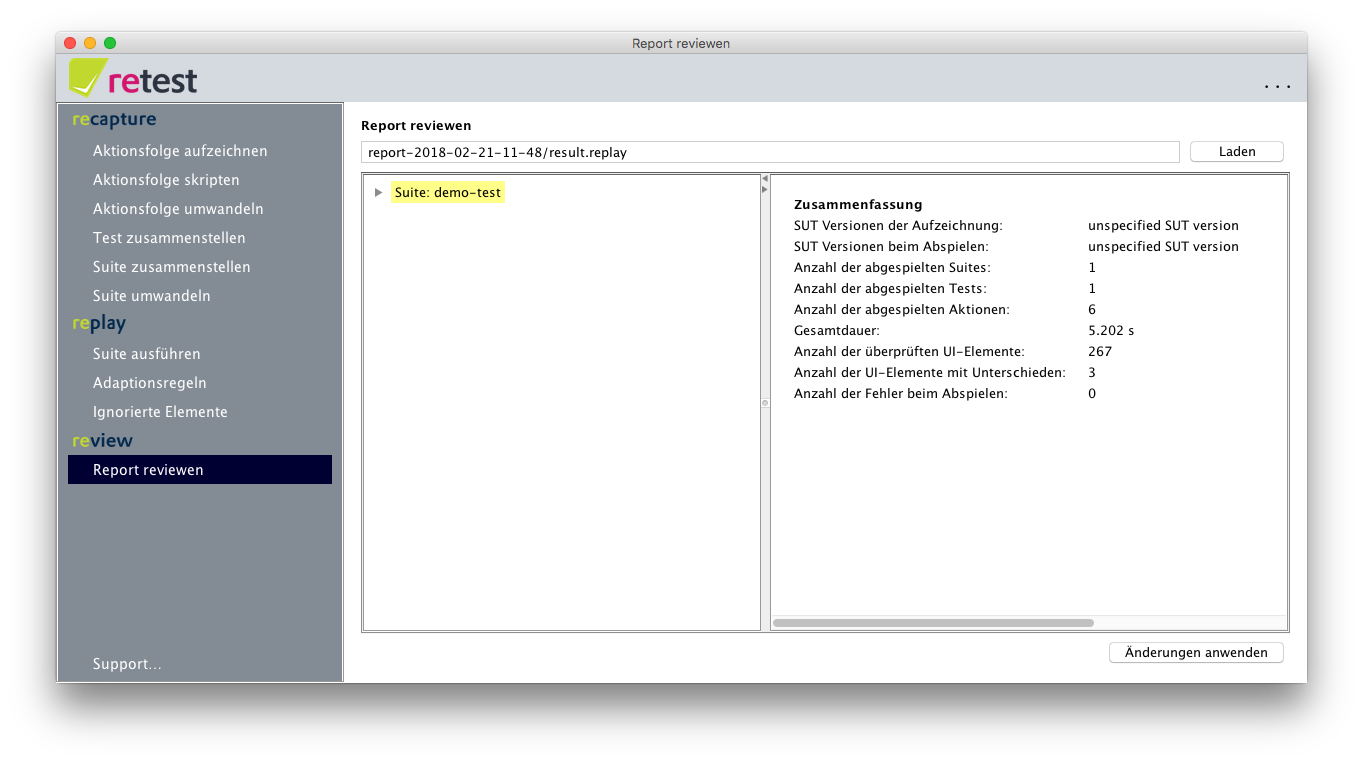 Report reviewen
retest
...
recapture
Aktionsfolge aufzeichnen
Aktionsfolge skripten
Aktionsfolge umwandeln
Test zusammenstellen
Suite zusammenstellen
Suite umwandeln
replay
Suite ausführen
Adaptionsregeln
Ignorierte Elemente
review
Report reviewen
Support...
Report reviewen
report-2018-02-21-11-48/result.replay
Laden
Suite: demo-test
Zusammenfassung
SUT Versionen der Aufzeichnung: unspecified SUT version
SUT Versionen beim Abspielen: unspecified SUT version
Anzahl der abgespielten Suites: 1
Anzahl der abgespielten Tests: 1
Anzahl der abgespielten Aktionen: 6
Gesamtdauer: 5.202 s
Anzahl der überprüften UI-Elemente: 267
Anzahl der UI-Elemente mit Unterschieden: 3
Anzahl der Fehler beim Abspielen: 0
Änderungen anwenden